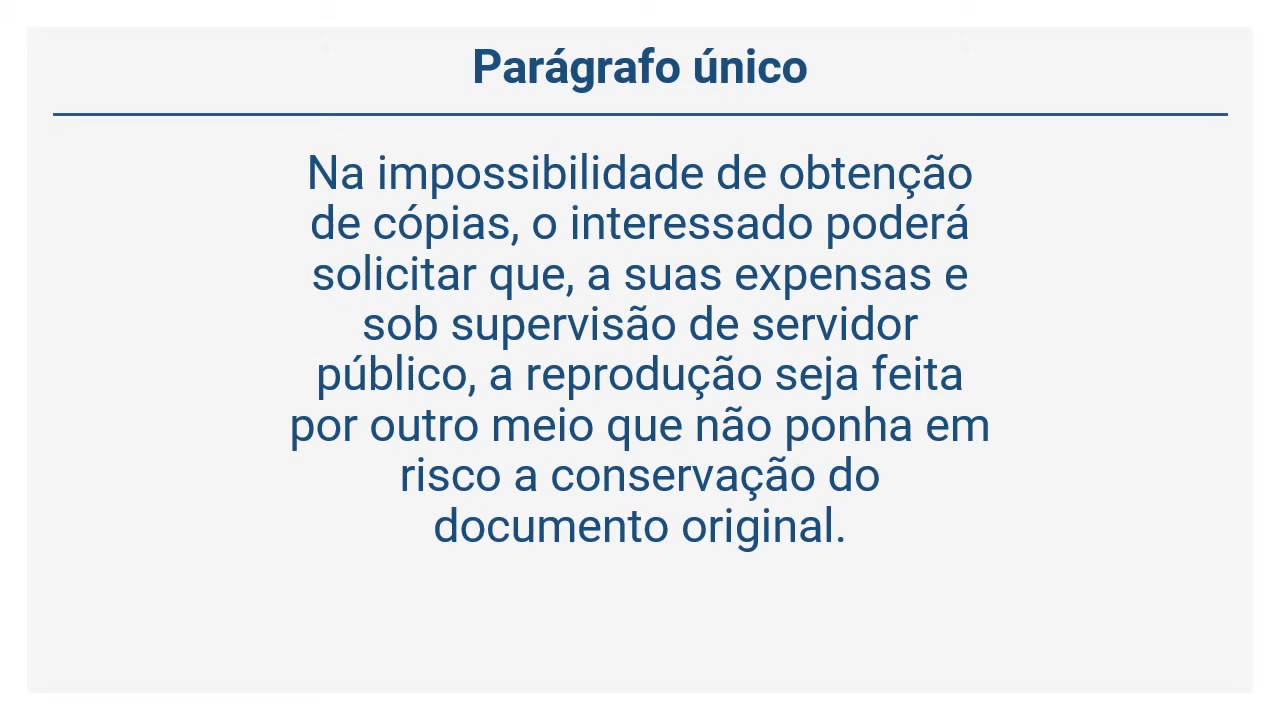 Parágrafo único
Na impossibilidade de obtenção
de cópias, o interessado poderá
solicitar que, a suas expensas e
sob supervisão de servidor
público, a reprodução seja feita
por outro meio que não ponha em
risco a conservação do
documento original.